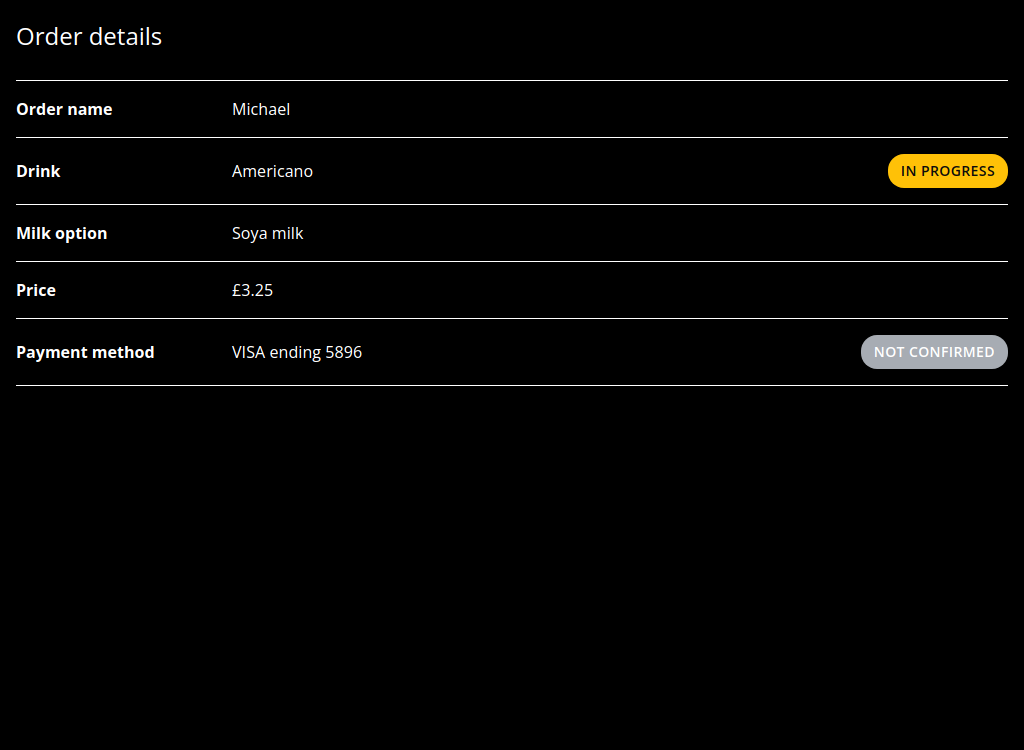 Order details
Order name Michael
Drink Americano IN PROGRESS
Milk option Soya milk
Price £3.25
Payment method VISA ending 5896 NOT CONFIRMED